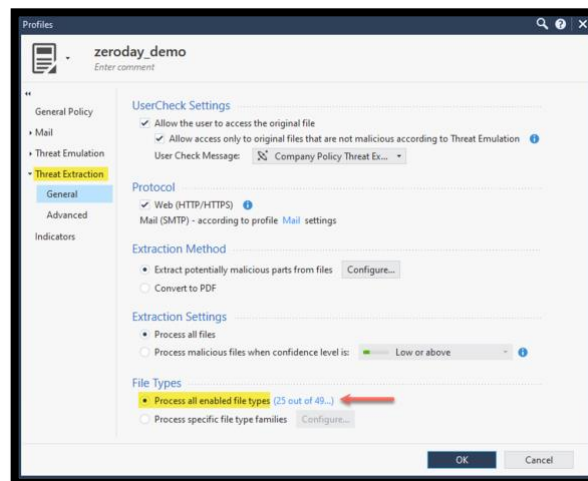 Profiles
zeroday_demo
Enter comment
General Policy
Mail
Threat Emulation
Threat Extraction
General
Advanced
Indicators
UserCheck Settings
Allow the user to access the original file
Allow access only to original files that are not malicious according to Threat Emulation
User Check Message: Company Policy Threat Ex...
Protocol
Web (HTTP/HTTPS)
Mail (SMTP) - according to profile Mail settings
Extraction Method
Extract potentially malicious parts from files Configure...
Convert to PDF
Extraction Settings
Process all files
Process malicious files when confidence level is: Low or above
File Types
Process all enabled file types (25 out of 49...)
Process specific file type families Configure...
OK Cancel